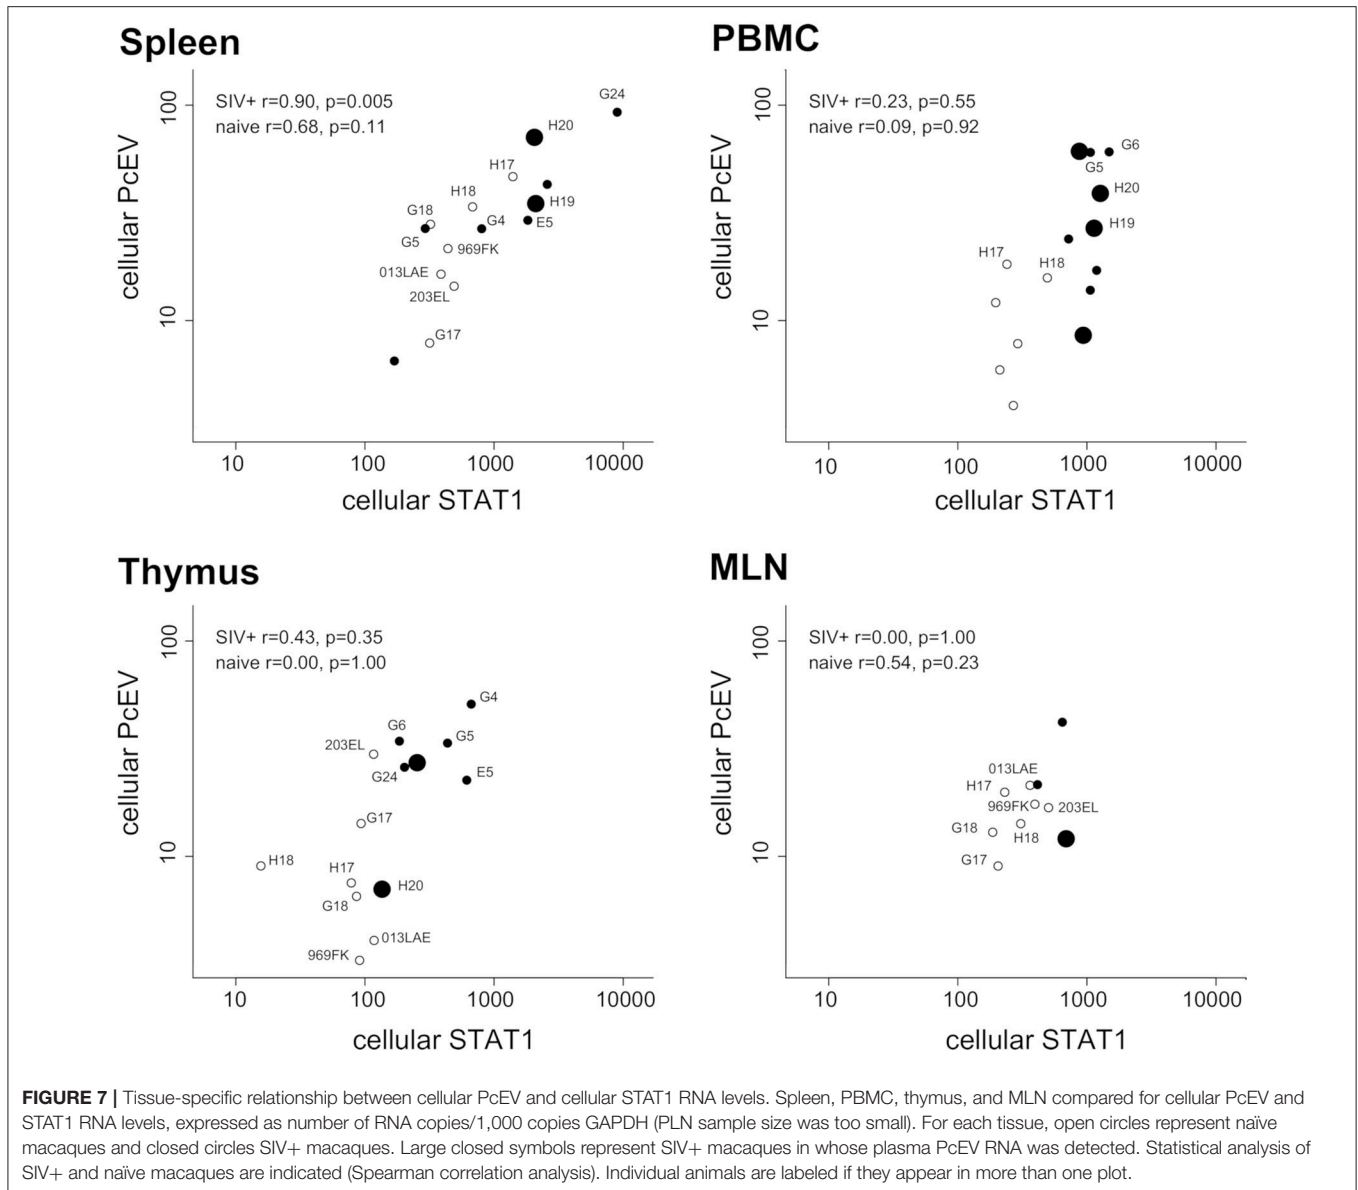 Spleen
SIV+ r=0.90, p=0.005
naive r=0.68, p=0.11
G24
H20
H17
H18
H19
G18
G4
E5
G5
969FK
013LAE
203EL
G17
cellular PcEV
100
10
10
100
1000
10000
cellular STAT1
PBMC
SIV+ r=0.23, p=0.55
naive r=0.09, p=0.92
G6
G5
H20
H19
H17
H18
cellular PcEV
100
10
10
100
1000
10000
cellular STAT1
Thymus
SIV+ r=0.43, p=0.35
naive r=0.00, p=1.00
G4
G6
G5
203EL
G24
E5
G17
H18
H17
H20
G18
013LAE
969FK
cellular PcEV
100
10
10
100
1000
10000
cellular STAT1
MLN
SIV+ r=0.00, p=1.00
naive r=0.54, p=0.23
013LAE
H17
969FK
203EL
G18
H18
G17
cellular PcEV
100
10
10
100
1000
10000
cellular STAT1
FIGURE 7 | Tissue-specific relationship between cellular PcEV and cellular STAT1 RNA levels. Spleen, PBMC, thymus, and MLN compared for cellular PcEV and
STAT1 RNA levels, expressed as number of RNA copies/1,000 copies GAPDH (PLN sample size was too small). For each tissue, open circles represent naïve
macaques and closed circles SIV+ macaques. Large closed symbols represent SIV+ macaques in whose plasma PcEV RNA was detected. Statistical analysis of
SIV+ and naïve macaques are indicated (Spearman correlation analysis). Individual animals are labeled if they appear in more than one plot.